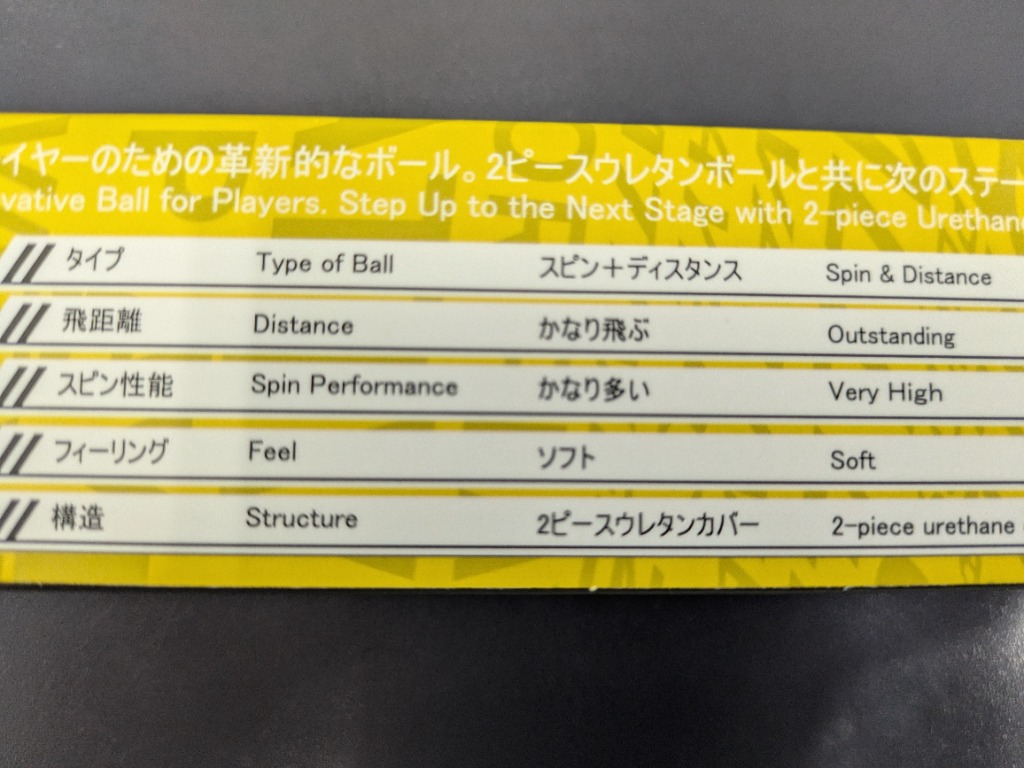 イヤーのための革新的なボール。2ピースウレタンボールと共に次のステー
vative Ball for Players. Step Up to the Next Stage with 2-piece Urethan
タイプ Type of Ball スピン＋ディスタンス Spin & Distance
飛距離 Distance かなり飛ぶ Outstanding
スピン性能 Spin Performance かなり多い Very High
フィーリング Feel ソフト Soft
構造 Structure 2ピースウレタンカバー 2-piece urethane